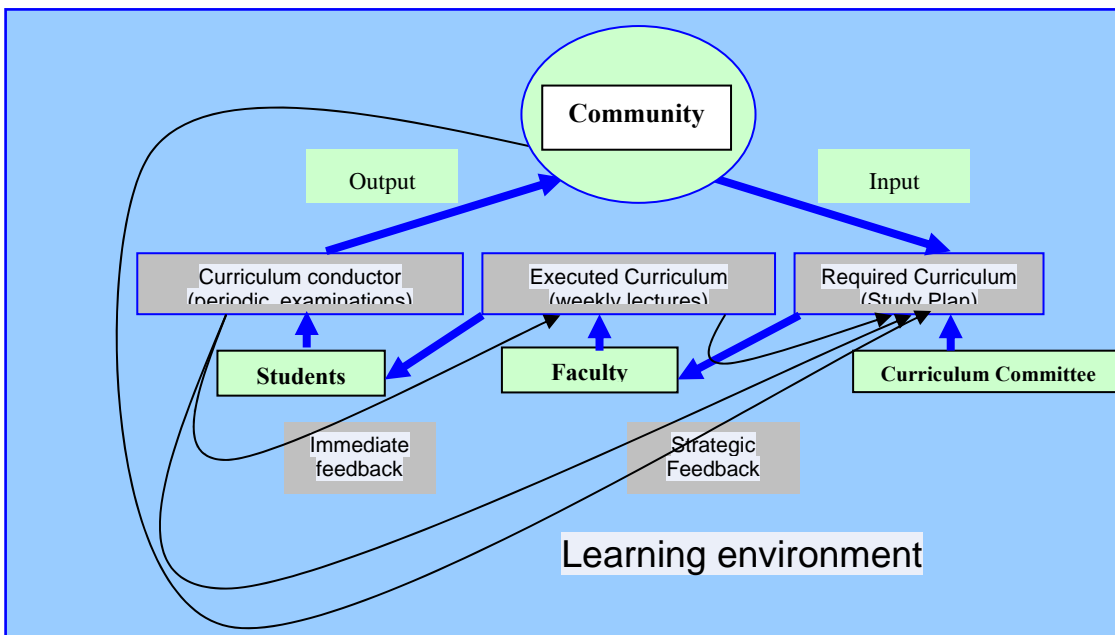 Community
Output
Input
Curriculum conductor
(periodic examinations)
Executed Curriculum
(weekly lectures)
Required Curriculum
(Study Plan)
Students
Faculty
Curriculum Committee
Immediate
feedback
Strategic
Feedback
Learning environment